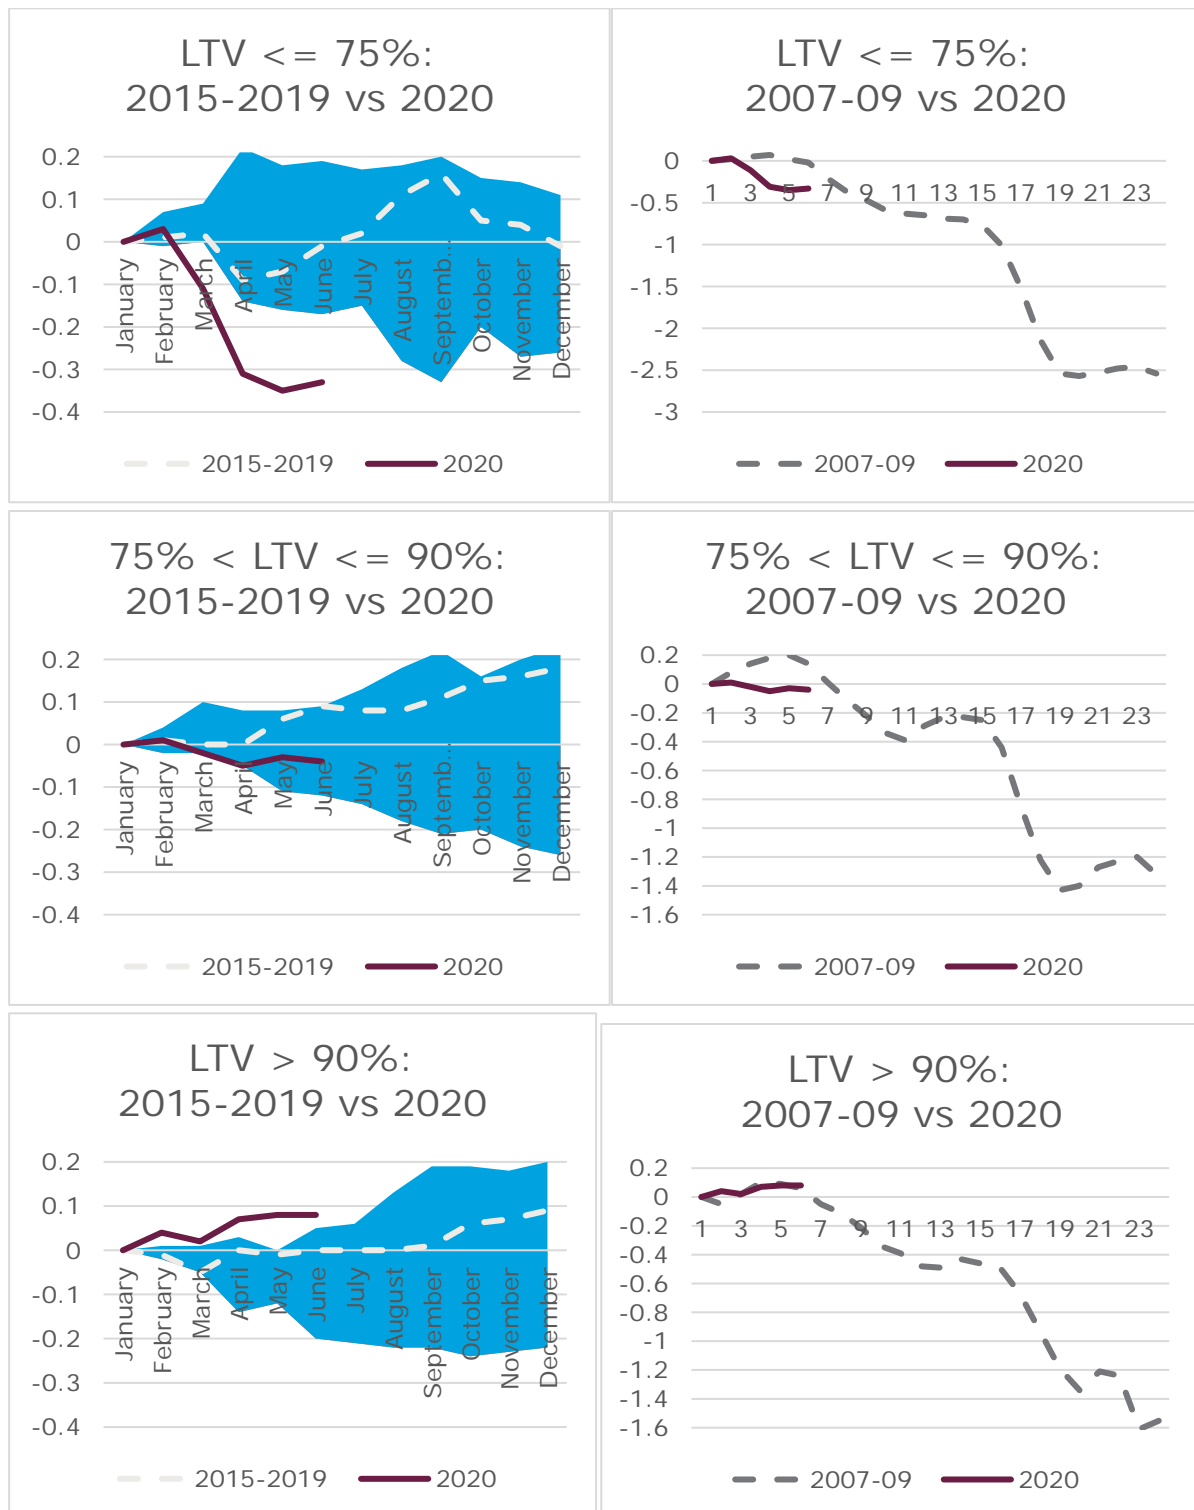 LTV <= 75%:
2015-2019 vs 2020
0.2
0.1
0
-0.1
-0.2
-0.3
-0.4
January
February
March
April
May
June
July
August
Septemb...
October
November
December
2015-2019
2020
LTV <= 75%:
2007-09 vs 2020
0
-0.5
-1
-1.5
-2
-2.5
-3
1 3 5 7 9 11 13 15 17 19 21 23
2007-09
2020
75% < LTV <= 90%:
2015-2019 vs 2020
0.2
0.1
0
-0.1
-0.2
-0.3
-0.4
January
February
March
April
May
June
July
August
Septemb...
October
November
December
2015-2019
2020
75% < LTV <= 90%:
2007-09 vs 2020
0.2
0
-0.2
-0.4
-0.6
-0.8
-1
-1.2
-1.4
-1.6
1 3 5 7 9 11 13 15 17 19 21 23
2007-09
2020
LTV > 90%:
2015-2019 vs 2020
0.2
0.1
0
-0.1
-0.2
-0.3
-0.4
January
February
March
April
May
June
July
August
September
October
November
December
2015-2019
2020
LTV > 90%:
2007-09 vs 2020
0.2
0
-0.2
-0.4
-0.6
-0.8
-1
-1.2
-1.4
-1.6
1 3 5 7 9 11 13 15 17 19 21 23
2007-09
2020